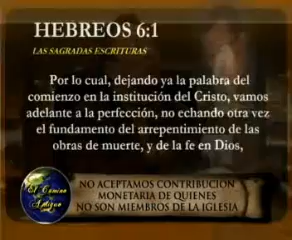 HEBREOS 6:1
LAS SAGRADAS ESCRITURAS
Por lo cual, dejando ya la palabra del
comienzo en la institución del Cristo, vamos
adelante a la perfección, no echando otra vez
el fundamento del arrepentimiento de las
obras de muerte, y de la fe en Dios,
El Camino
Antiguo
NO ACEPTAMOS CONTRIBUCION
MONETARIA DE QUIENES
NO SON MIEMBROS DE LA IGLESIA